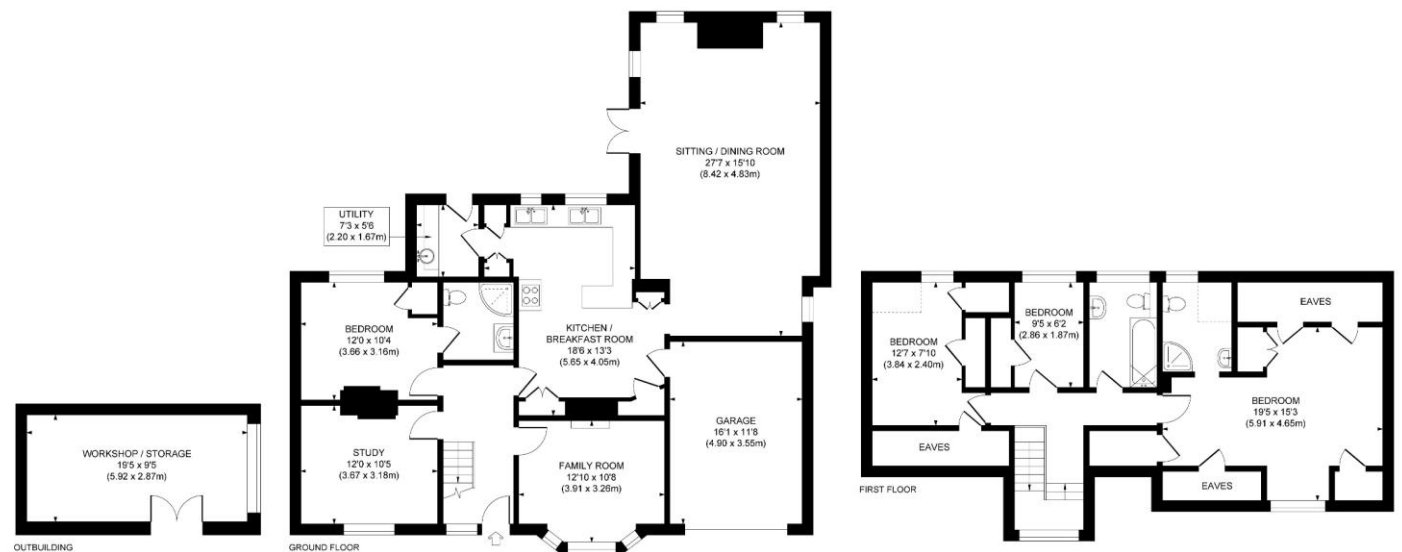 SITTING / DINING ROOM
27'7 x 15'10
(8.42 x 4.83m)
UTILITY
7'3 x 5'6
(2.20 x 1.67m)
BEDROOM
12'0 x 10'4
(3.66 x 3.16m)
KITCHEN /
BREAKFAST ROOM
18'6 x 13'3
(5.65 x 4.05m)
STUDY
12'0 x 10'5
(3.67 x 3.18m)
FAMILY ROOM
12'10 x 10'8
(3.91 x 3.26m)
GARAGE
16'1 x 11'8
(4.90 x 3.55m)
WORKSHOP / STORAGE
19'5 x 9'5
(5.92 x 2.87m)
OUTBUILDING
GROUND FLOOR
BEDROOM
12'7 x 7'10
(3.84 x 2.40m)
BEDROOM
9'5 x 6'2
(2.86 x 1.87m)
EAVES
BEDROOM
19'5 x 15'3
(5.91 x 4.65m)
EAVES
EAVES
FIRST FLOOR